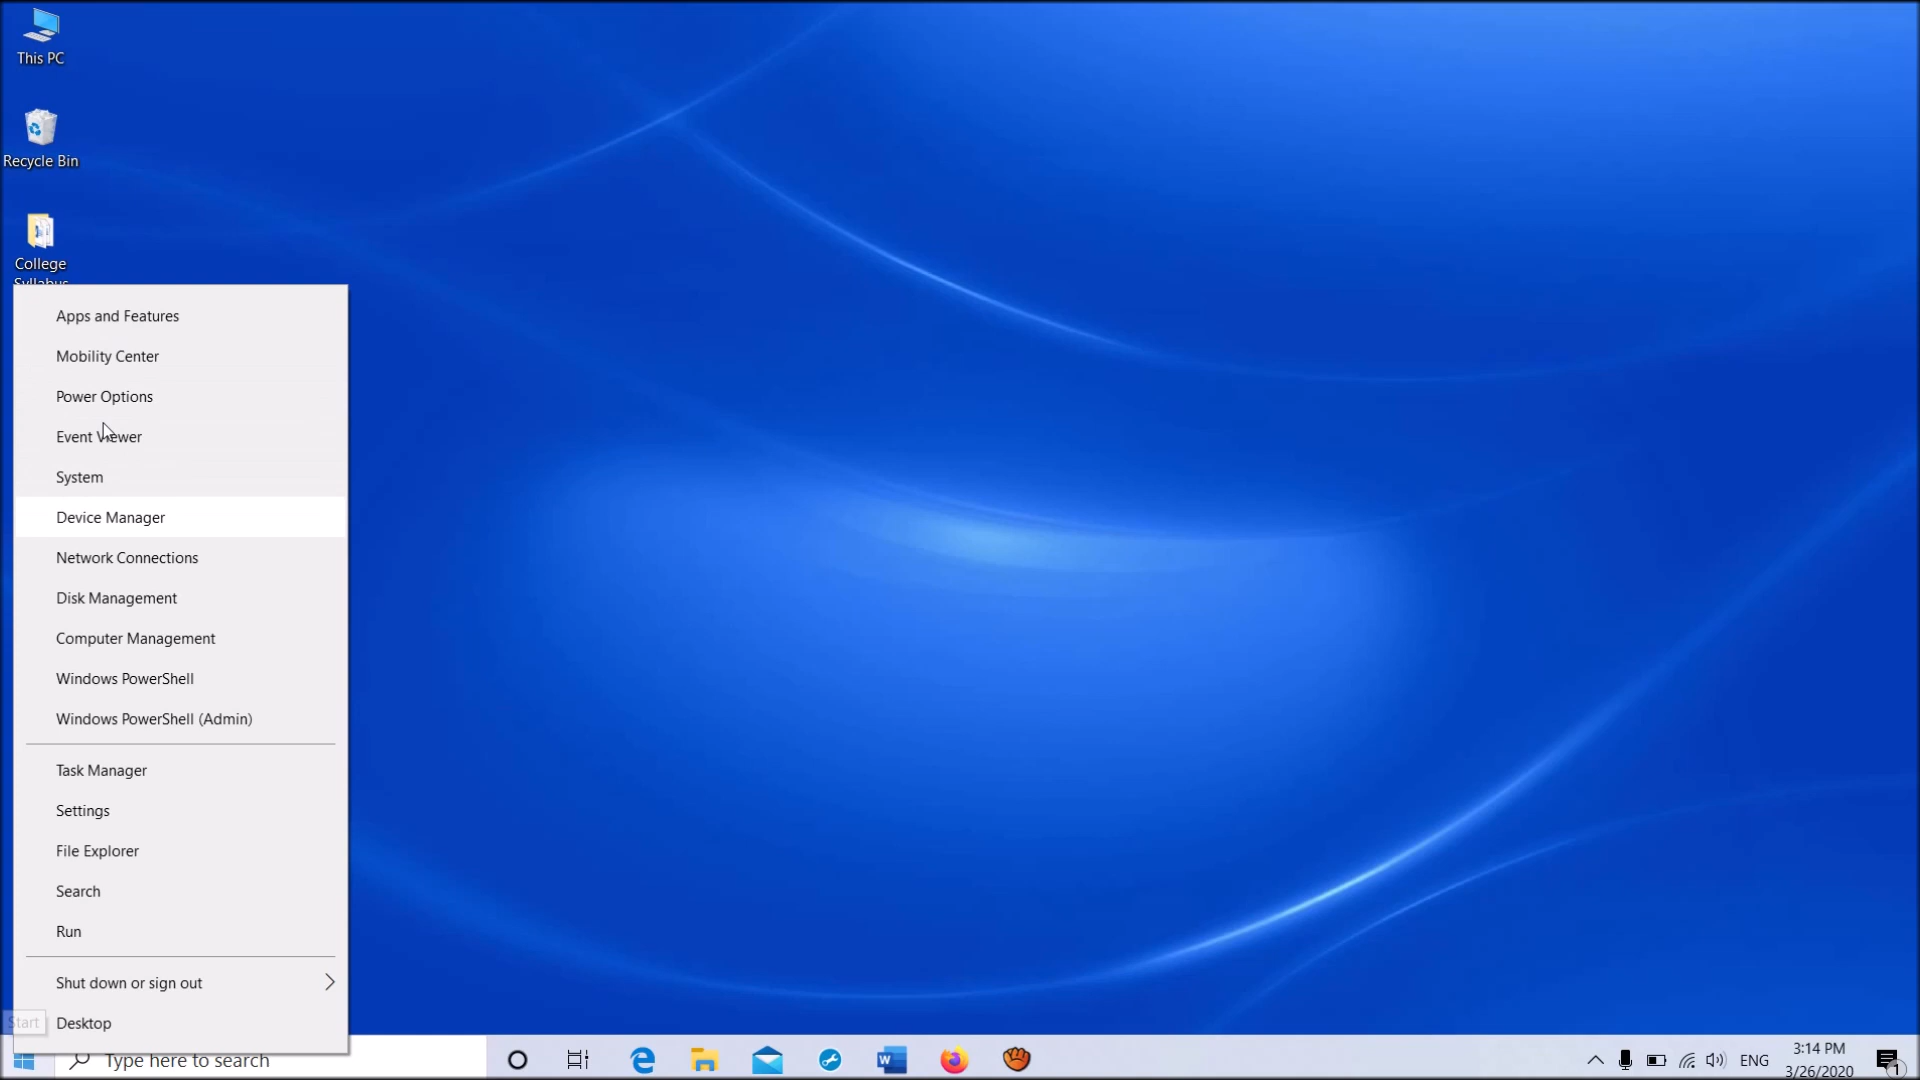 This PC
Recycle Bin
College
Syllabus
Apps and Features
Mobility Center
Power Options
Event Viewer
System
Device Manager
Network Connections
Disk Management
Computer Management
Windows PowerShell
Windows PowerShell (Admin)
Task Manager
Settings
File Explorer
Search
Run
Shut down or sign out
Start
Desktop
Type here to search
W
ENG
3:14 PM
3/26/2020
1